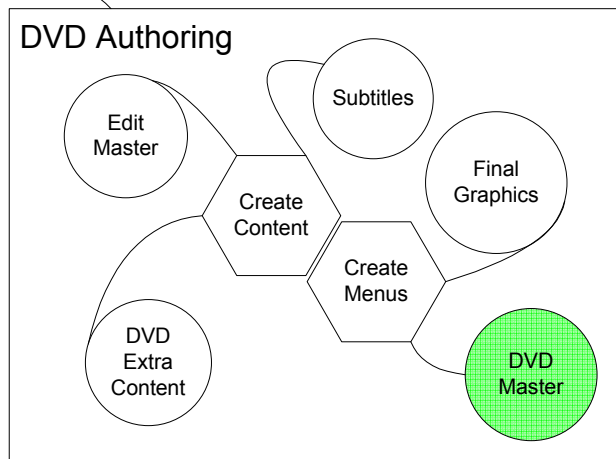 DVD Authoring
Edit
Master
Subtitles
Final
Graphics
Create
Content
Create
Menus
DVD
Extra
Content
DVD
Master